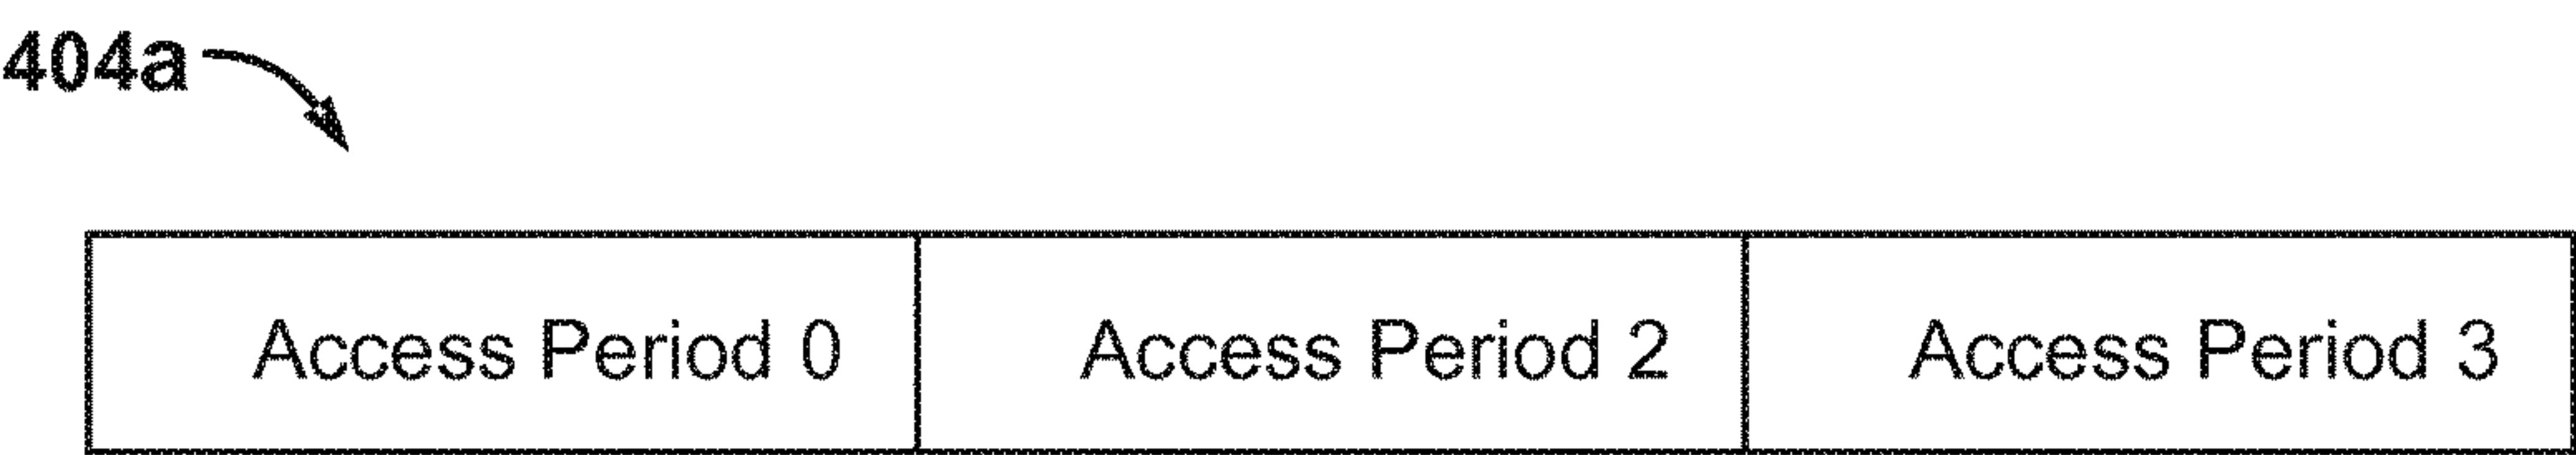 404a
Access Period 0 Access Period 2 Access Period 3